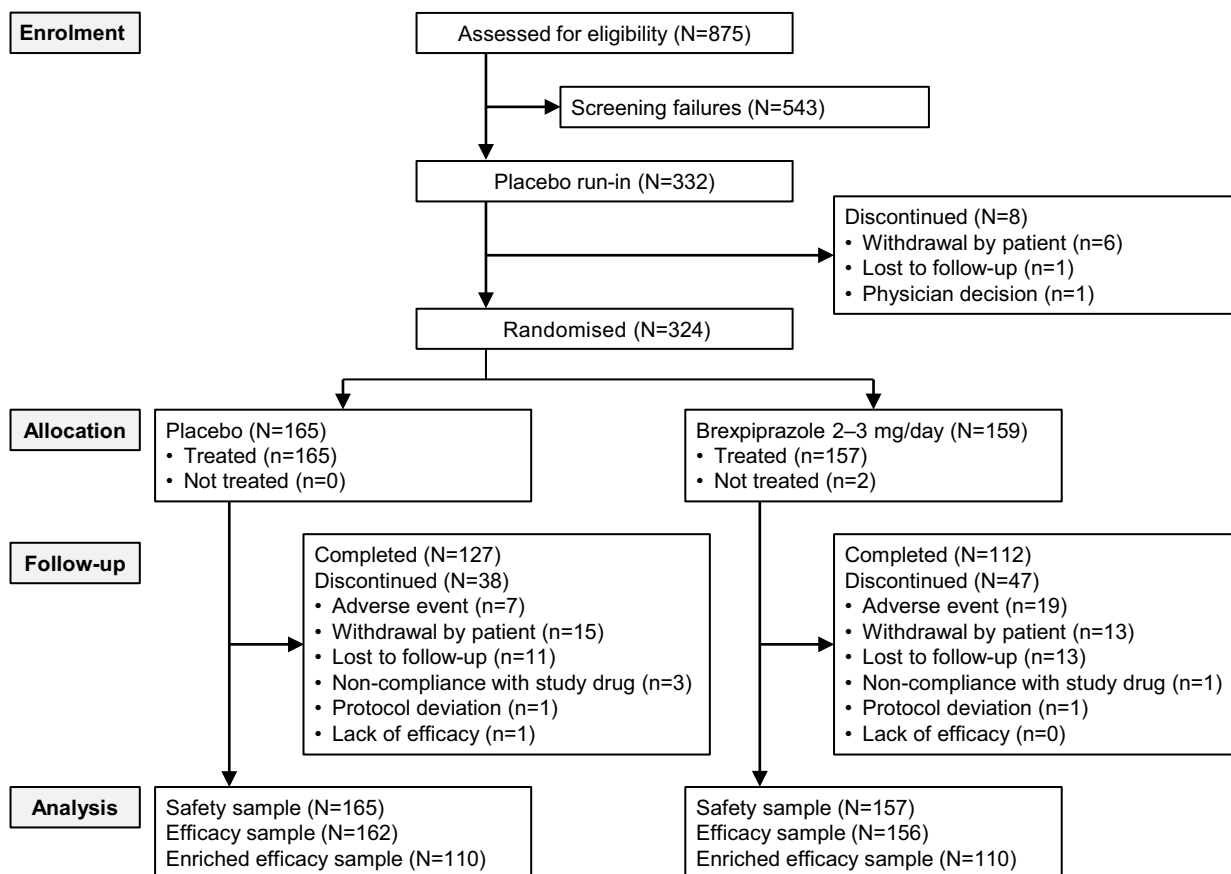 Enrolment
Assessed for eligibility (N=875)
Screening failures (N=543)
Placebo run-in (N=332)
Discontinued (N=8)
• Withdrawal by patient (n=6)
• Lost to follow-up (n=1)
• Physician decision (n=1)
Randomised (N=324)
Allocation
Placebo (N=165)
• Treated (n=165)
• Not treated (n=0)
Brexpiprazole 2–3 mg/day (N=159)
• Treated (n=157)
• Not treated (n=2)
Follow-up
Completed (N=127)
Discontinued (N=38)
• Adverse event (n=7)
• Withdrawal by patient (n=15)
• Lost to follow-up (n=11)
• Non-compliance with study drug (n=3)
• Protocol deviation (n=1)
• Lack of efficacy (n=1)
Completed (N=112)
Discontinued (N=47)
• Adverse event (n=19)
• Withdrawal by patient (n=13)
• Lost to follow-up (n=13)
• Non-compliance with study drug (n=1)
• Protocol deviation (n=1)
• Lack of efficacy (n=0)
Analysis
Safety sample (N=165)
Efficacy sample (N=162)
Enriched efficacy sample (N=110)
Safety sample (N=157)
Efficacy sample (N=156)
Enriched efficacy sample (N=110)